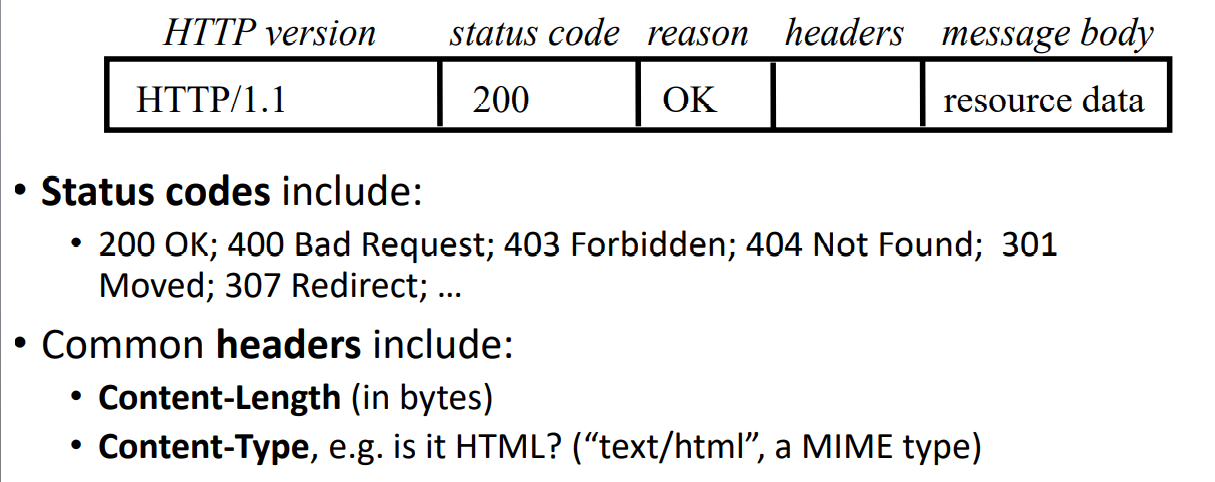 HTTP version status code reason headers message body
HTTP/1.1 200 OK resource data
• Status codes include:
• 200 OK; 400 Bad Request; 403 Forbidden; 404 Not Found; 301
Moved; 307 Redirect; …
• Common headers include:
• Content-Length (in bytes)
• Content-Type, e.g. is it HTML? (“text/html”, a MIME type)